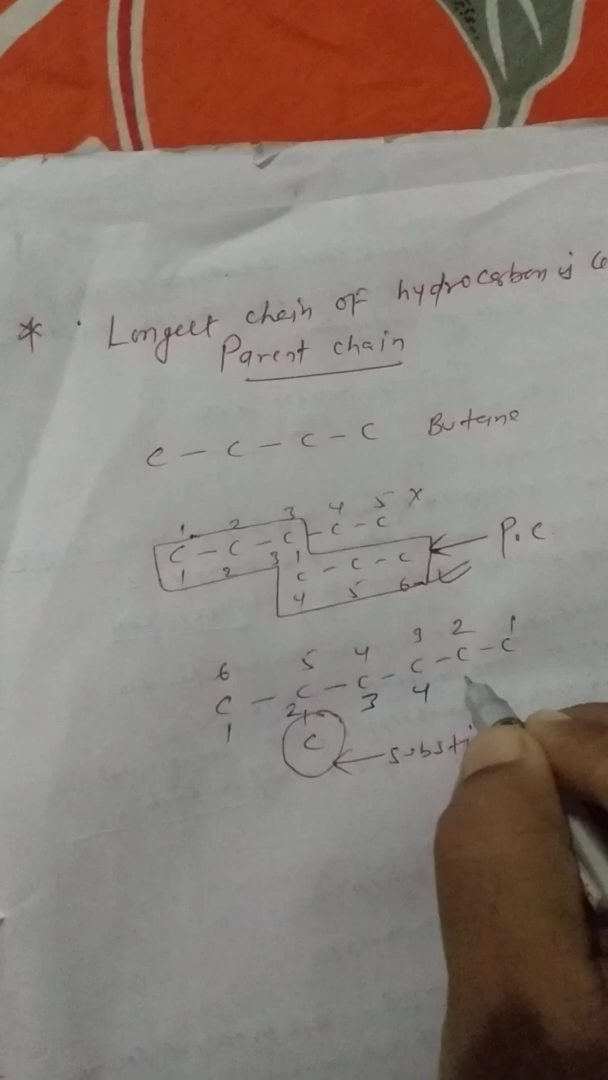 * Longest chain of hydrocarbon is
Parent chain
C - C - C - C Butane
1 2 3 4 5 X
C - C - C - C - C
1 2 3 C - C - C P.C
4 5 6
6 5 4 3 2 1
C - C - C - C - C - C
1 2 3 4
C substi